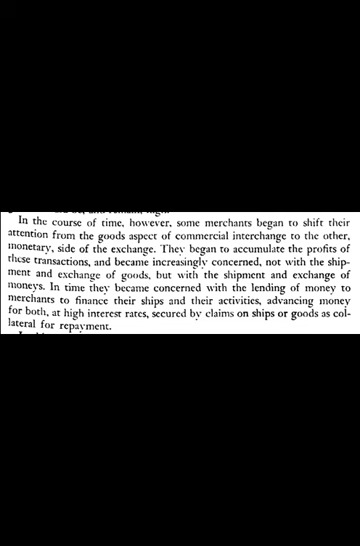 In the course of time, however, some merchants began to shift their
attention from the goods aspect of commercial interchange to the other,
monetary, side of the exchange. They began to accumulate the profits of
these transactions, and became increasingly concerned, not with the ship-
ment and exchange of goods, but with the shipment and exchange of
moneys. In time they became concerned with the lending of money to
merchants to finance their ships and their activities, advancing money
for both, at high interest rates, secured by claims on ships or goods as col-
lateral for repayment.